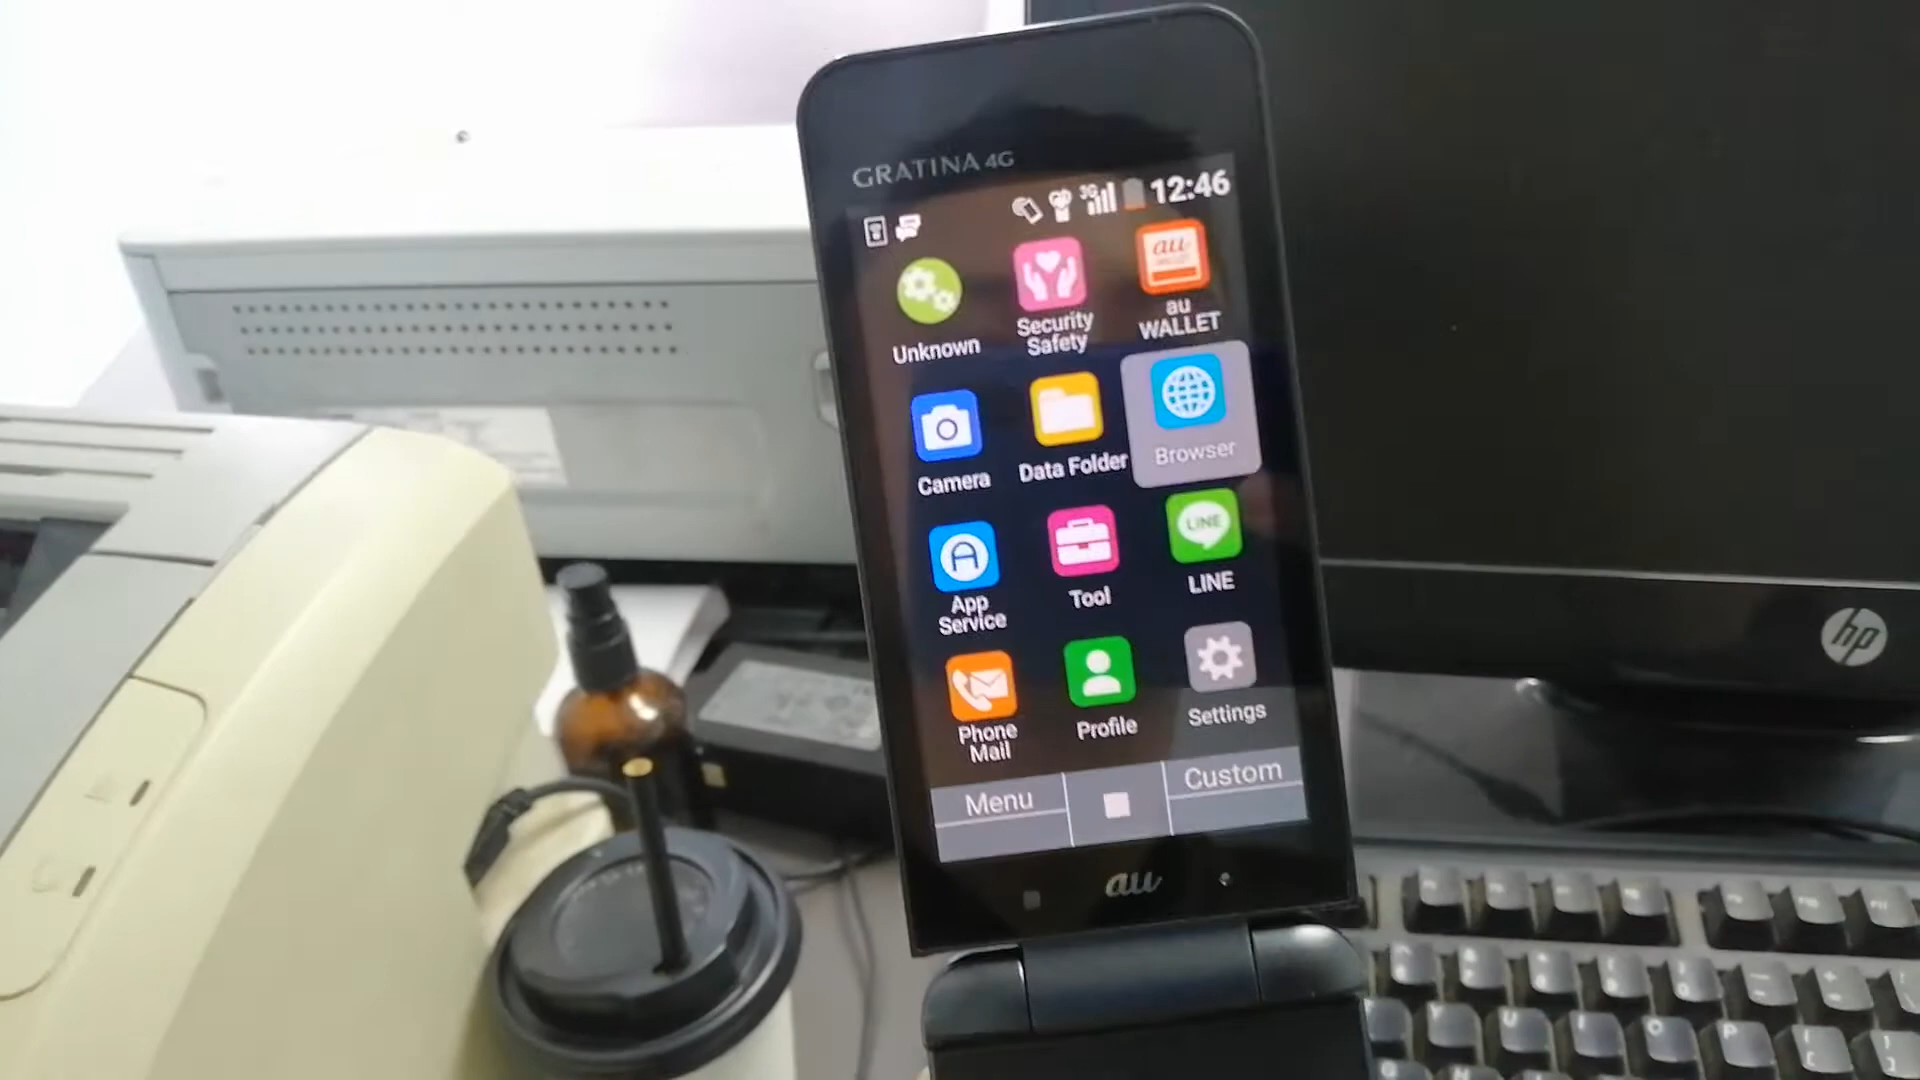 GRATINA 4G
3G
12:46
Unknown
Security
Safety
au
au
WALLET
Camera
Data Folder
Browser
App
Service
Tool
LINE
LINE
Phone
Mail
Profile
Settings
Menu
Custom
au
hp
Y
U
I
O
P